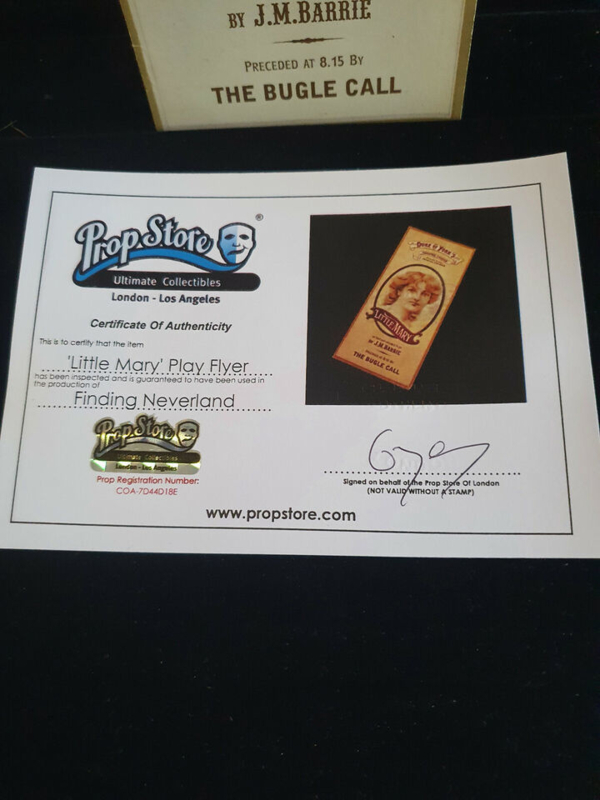 BY J.M.BARRIE
PRECEDED AT 8.15 BY
THE BUGLE CALL
Prop Store ®
Ultimate Collectibles
London - Los Angeles
Certificate Of Authenticity
This is to certify that the item
'Little Mary' Play Flyer
has been inspected and is guaranteed to have been used in
the production of
Finding Neverland
Prop Store
Ultimate Collectibles
London - Los Angeles
Prop Registration Number:
COA-7D44D18E
LITTLE MARY
BY J.M.BARRIE
THE BUGLE CALL
Signed on behalf of the Prop Store Of London
(NOT VALID WITHOUT A STAMP)
www.propstore.com